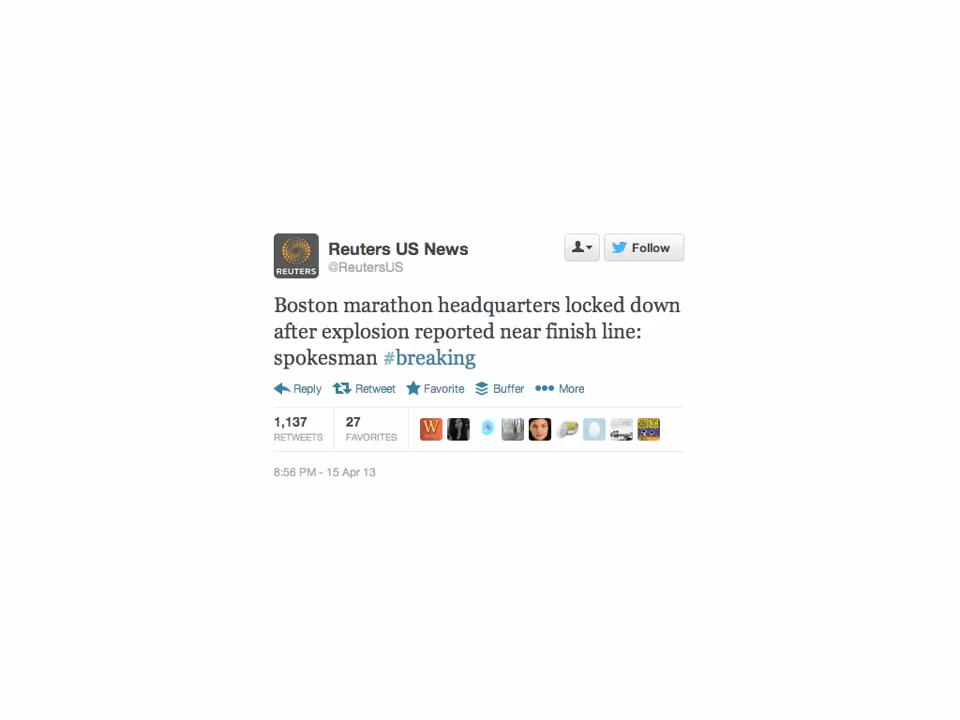 REUTERS
Reuters US News
@ReutersUS
Follow
Boston marathon headquarters locked down
after explosion reported near finish line:
spokesman #breaking
Reply Retweet Favorite Buffer More
1,137 27
RETWEETS FAVORITES
W
8:56 PM - 15 Apr 13